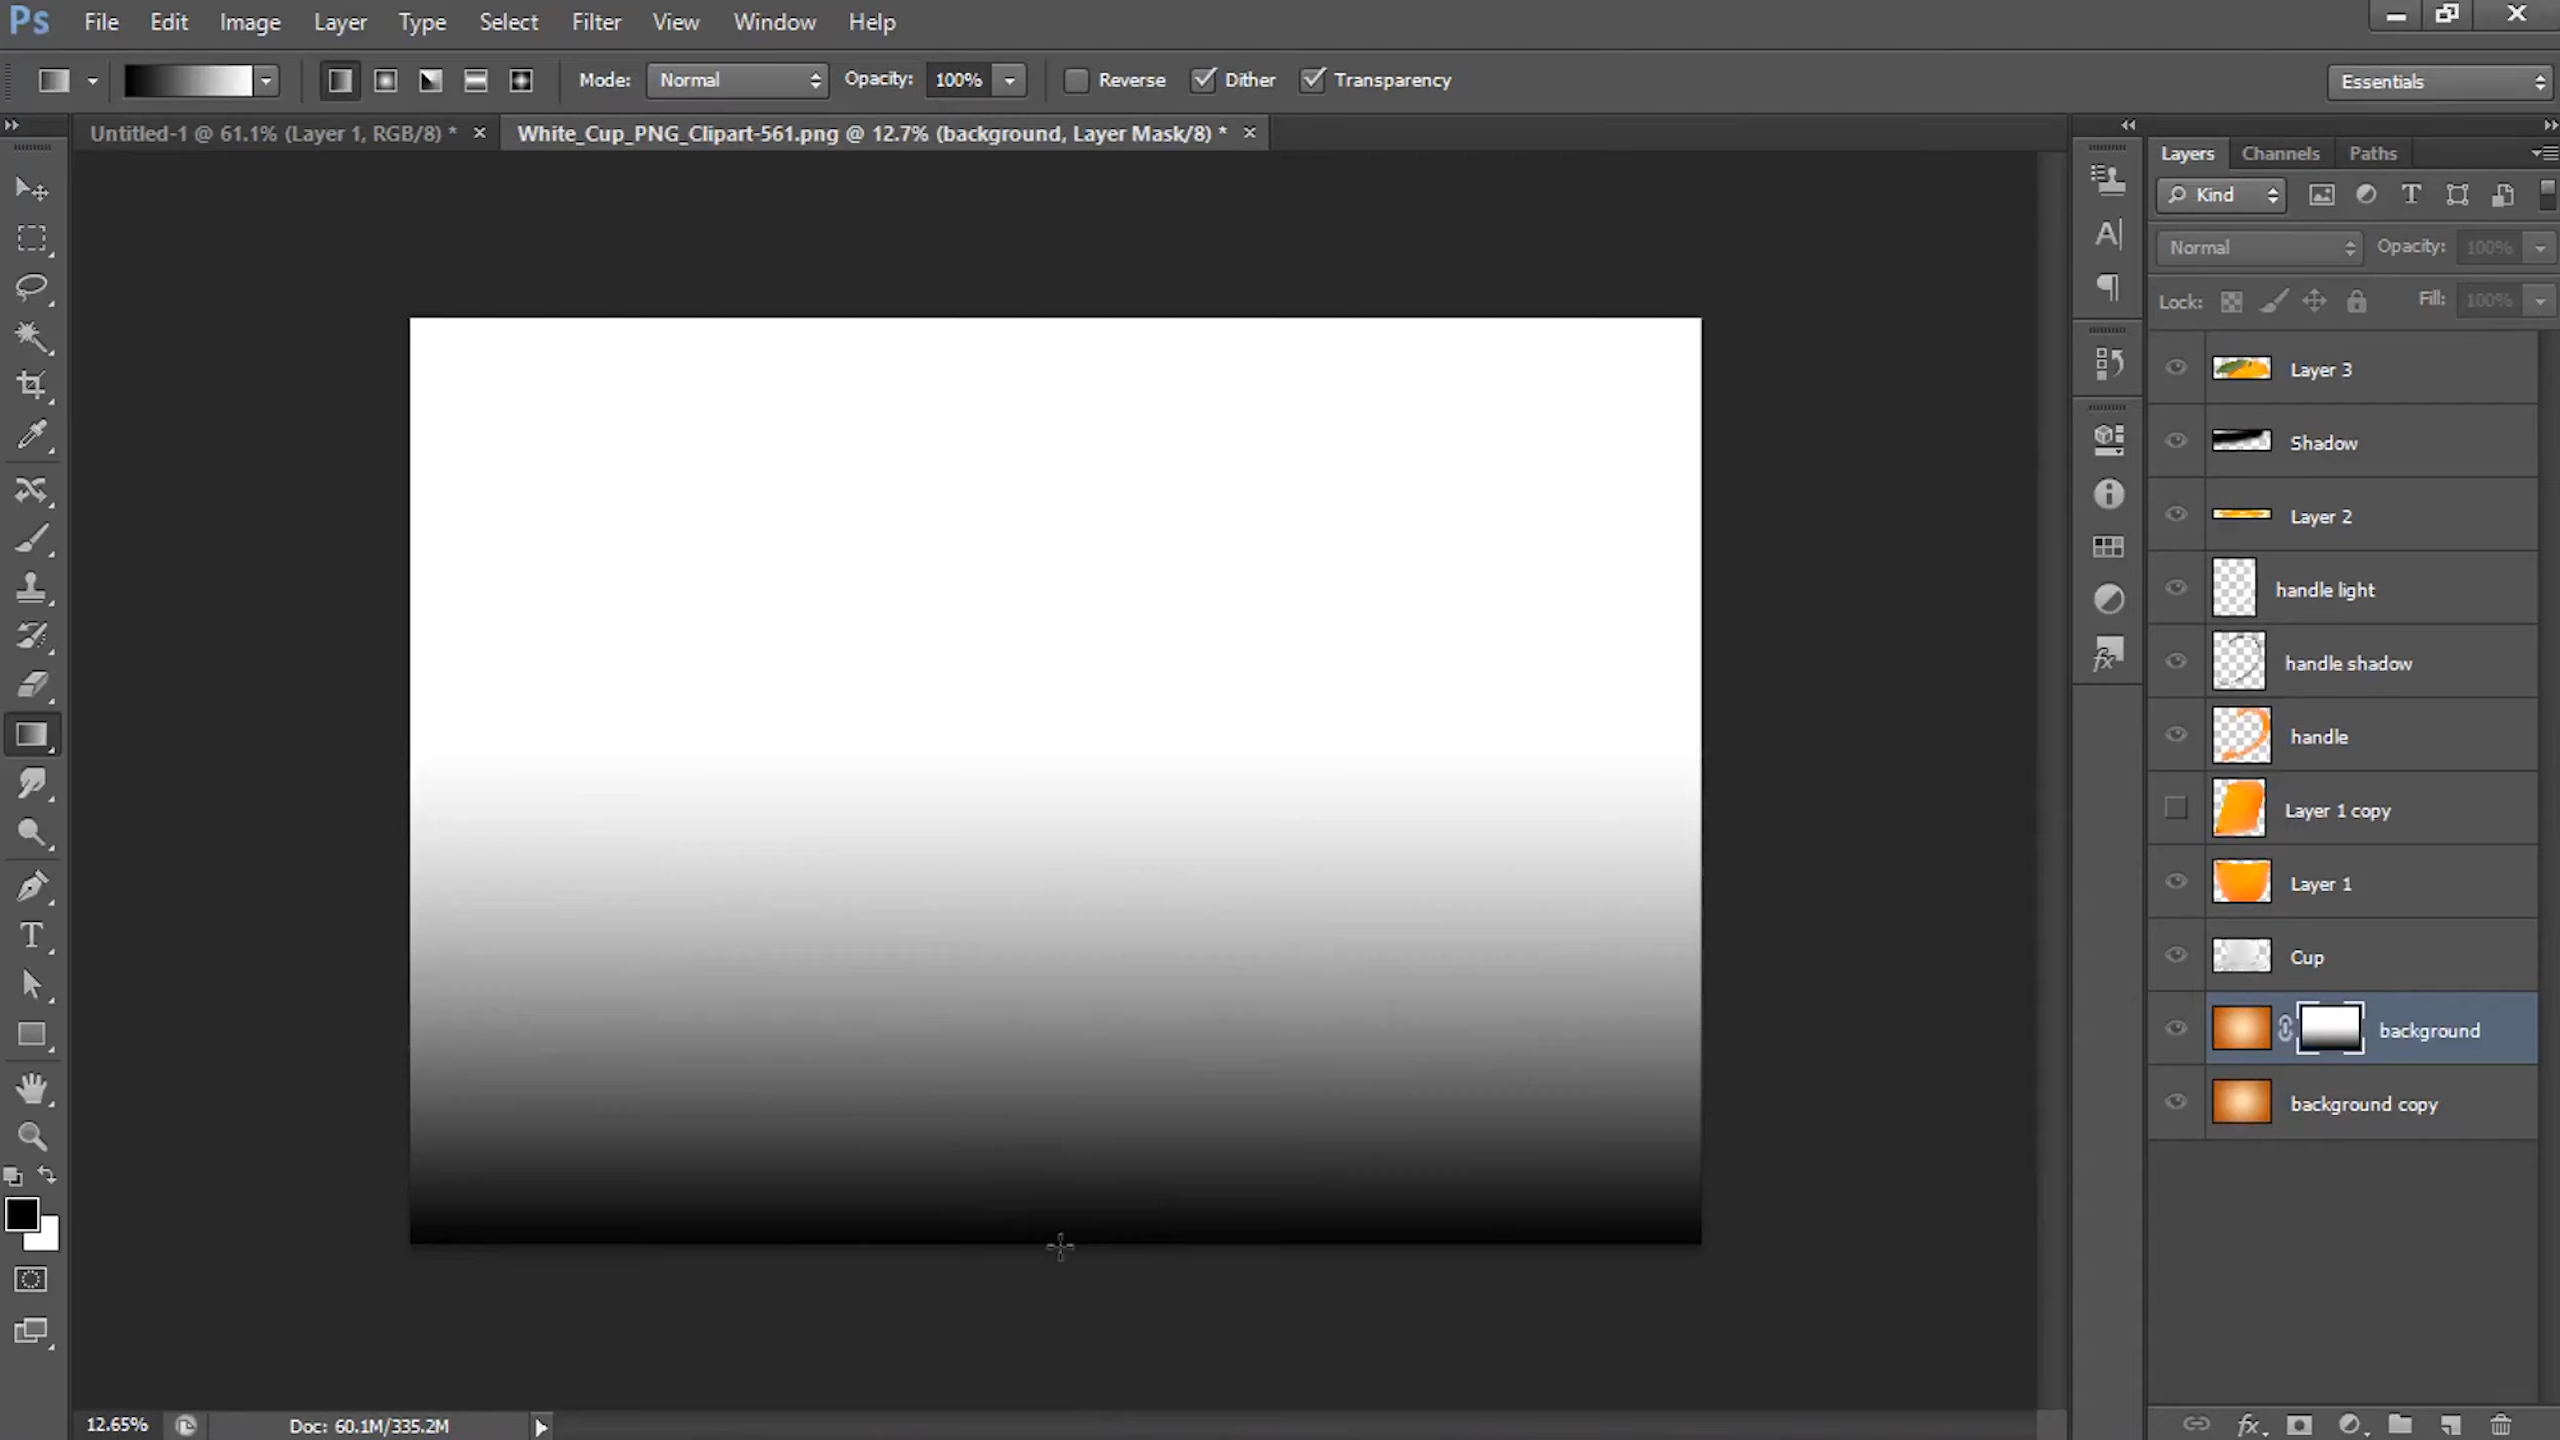 Ps File Edit Image Layer Type Select Filter View Window Help
Mode: Normal Opacity: 100% Reverse Dither Transparency Essentials
Untitled-1 @ 61.1% (Layer 1, RGB/8) * White_Cup_PNG_Clipart-561.png @ 12.7% (background, Layer Mask/8) *
Layers Channels Paths
Kind
Normal Opacity: 100%
Lock: Fill: 100%
Layer 3
Shadow
Layer 2
handle light
handle shadow
handle
Layer 1 copy
Layer 1
Cup
background
background copy
12.65% Doc: 60.1M/335.2M